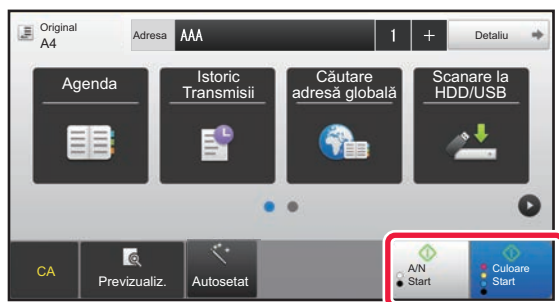 Original
A4
Adresa AAA 1 + Detaliu
Agenda
Istoric
Transmisii
Căutare
adresă globală
Scanare la
HDD/USB
CA
Previzualiz.
Autosetat
A/N
Start
Culoare
Start